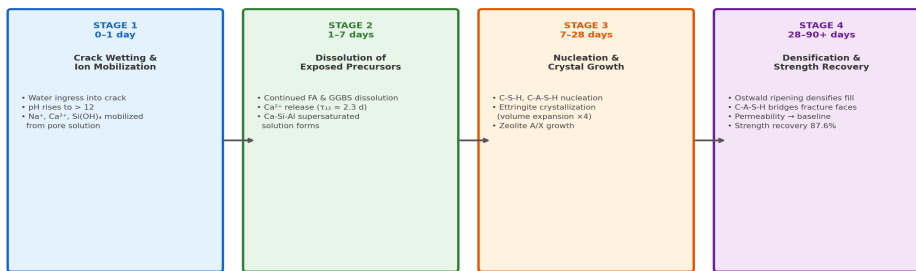 STAGE 1
0–1 day
Crack Wetting &
Ion Mobilization
• Water ingress into crack
• pH rises to > 12
• Na⁺, Ca²⁺, Si(OH)₄ mobilized
from pore solution
STAGE 2
1–7 days
Dissolution of
Exposed Precursors
• Continued FA & GGBS dissolution
• Ca²⁺ release (τ₁₂ ≈ 2.3 d)
• Ca-Si-Al supersaturated
solution forms
STAGE 3
7–28 days
Nucleation &
Crystal Growth
• C-S-H, C-A-S-H nucleation
• Ettringite crystallization
(volume expansion ×4)
• Zeolite A/X growth
STAGE 4
28–90+ days
Densification &
Strength Recovery
• Ostwald ripening densifies fill
• C-A-S-H bridges fracture faces
• Permeability → baseline
• Strength recovery 87.6%